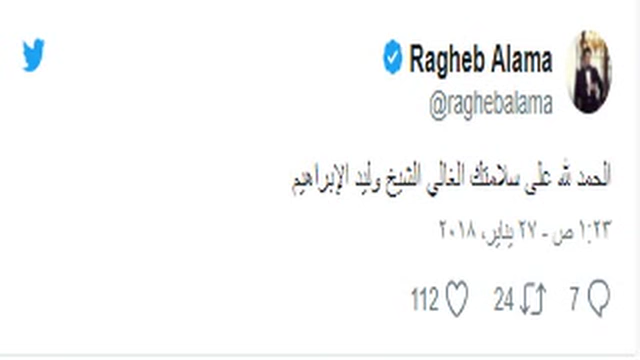 Ragheb Alama
@raghebalama
الحمد لله على سلامتك الغالي الشيخ وليد الإبراهيم
١:٢٣ ص - ٢٧ يناير، ٢٠١٨
7 24 112